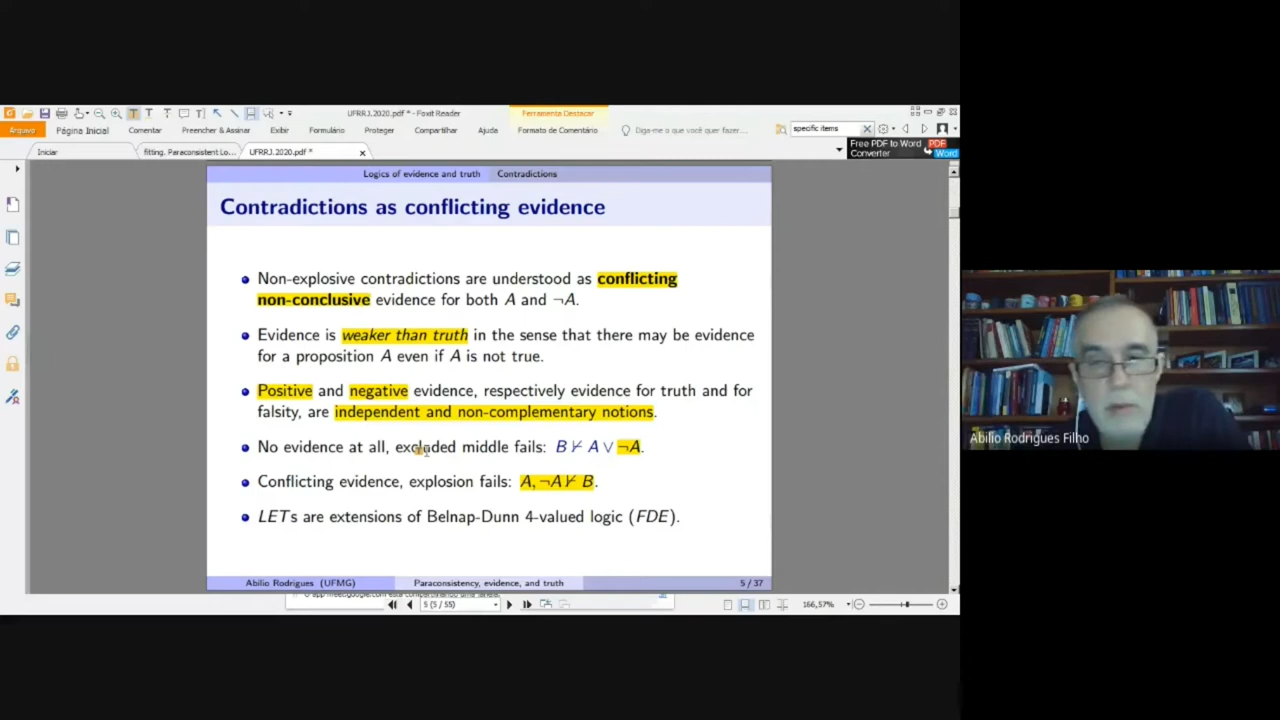 UFRRJ.2020.pdf * - Foxit Reader
Ferramenta Destacar
Arquivo Página Inicial Comentar Preencher & Assinar Exibir Formulário Proteger Compartilhar Ajuda Formato de Comentário Diga-me o que você quer fazer... specific items
Free PDF to Word Converter
PDF
Word
Iniciar fitting. Paraconsistent Lo... UFRRJ.2020.pdf *
Logics of evidence and truth Contradictions
Contradictions as conflicting evidence
Non-explosive contradictions are understood as conflicting
non-conclusive evidence for both A and ¬A.
Evidence is weaker than truth in the sense that there may be evidence
for a proposition A even if A is not true.
Positive and negative evidence, respectively evidence for truth and for
falsity, are independent and non-complementary notions.
No evidence at all, excluded middle fails: B ⊬ A ∨ ¬A.
Conflicting evidence, explosion fails: A, ¬A ⊬ B.
LETs are extensions of Belnap-Dunn 4-valued logic (FDE).
Abilio Rodrigues (UFMG) Paraconsistency, evidence, and truth 5 / 37
5 (5 / 55) 166,57%
Abilio Rodrigues Filho